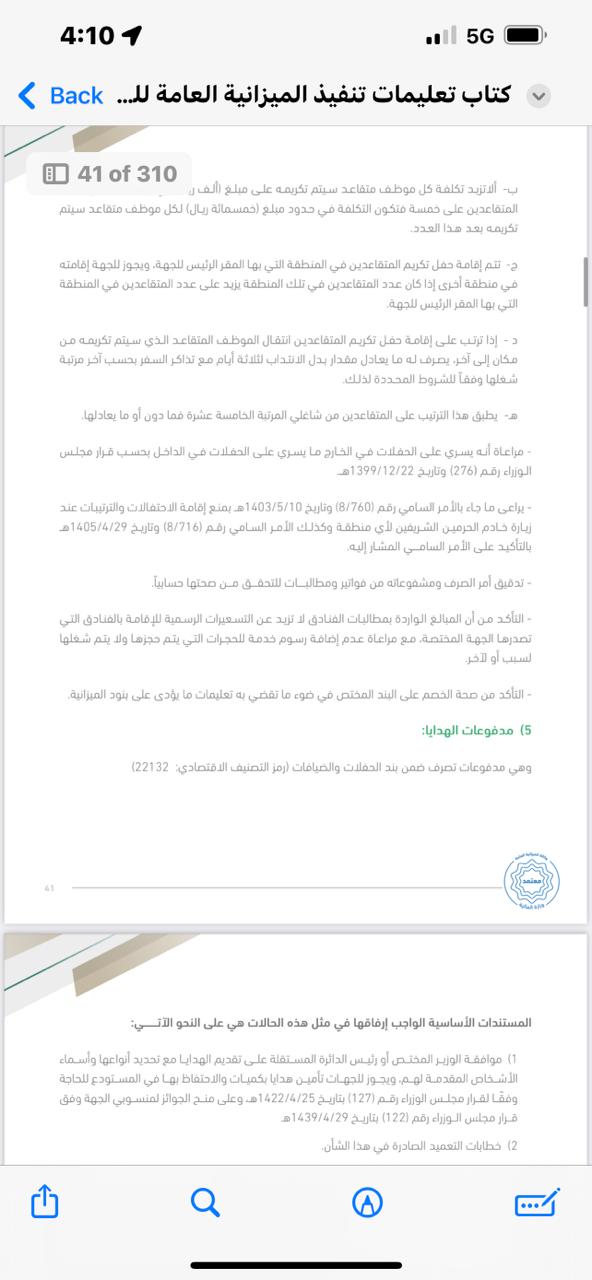 4:10
5G
Back
كتاب تعليمات تنفيذ الميزانية العامة للـ...
41 of 310
ب- ألا تزيد تكلفة كل موظف متقاعد سيتم تكريمه على مبلغ (ألف
المتقاعدين على خمسة فتكون التكلفة في حدود مبلغ (خمسمائة ريال) لكل موظف متقاعد سيتم
تكريمه بعد هذا العدد.
ج- تتم إقامة حفل تكريم المتقاعدين في المنطقة التي بها المقر الرئيس للجهة، ويجوز للجهة إقامته
في منطقة أخرى إذا كان عدد المتقاعدين في تلك المنطقة يزيد على عدد المتقاعدين في المنطقة
التي بها المقر الرئيس للجهة.
د - إذا ترتب على إقامة حفل تكريم المتقاعدين انتقال الموظف المتقاعد الذي سيتم تكريمه من
مكان إلى آخر، يصرف له ما يعادل مقدار بدل الانتداب لثلاثة أيام مع تذاكر السفر بحسب آخر مرتبة
شغلها وفقاً للشروط المحددة لذلك.
هـ- يطبق هذا الترتيب على المتقاعدين من شاغلي المرتبة الخامسة عشرة فما دون أو ما يعادلها.
- مراعاة أنه يسري على الحفلات في الخارج ما يسري على الحفلات في الداخل بحسب قرار مجلس
الوزراء رقم (276) وتاريخ 1399/12/22هـ.
- يراعى ما جاء بالأمر السامي رقم (8/760) وتاريخ 1403/5/10هـ بمنع إقامة الاحتفالات والترتيبات عند
زيارة خادم الحرمين الشريفين لأي منطقة وكذلك الأمر السامي رقم (8/716) وتاريخ 1405/4/29هـ
بالتأكيد على الأمر السامي المشار إليه.
- تدقيق أمر الصرف ومشفوعاته من فواتير ومطالبات للتحقق من صحتها حسابياً.
- التأكد من أن المبالغ الواردة بمطالبات الفنادق لا تزيد عن التسعيرات الرسمية للإقامة بالفنادق التي
تصدرها الجهة المختصة، مع مراعاة عدم إضافة رسوم خدمة للحجرات التي يتم حجزها ولا يتم شغلها
لسبب أو لآخر.
- التأكد من صحة الخصم على البند المختص في ضوء ما تقضي به تعليمات ما يؤدى على بنود الميزانية.
5) مدفوعات الهدايا:
وهي مدفوعات تصرف ضمن بند الحفلات والضيافات (رمز التصنيف الاقتصادي: 22132)
معتمد
وزارة المالية
41
المستندات الأساسية الواجب إرفاقها في مثل هذه الحالات هي على النحو الآتي:
1) موافقة الوزير المختص أو رئيس الدائرة المستقلة على تقديم الهدايا مع تحديد أنواعها وأسماء
الأشخاص المقدمة لهم، ويجوز للجهات تأمين هدايا بكميات والاحتفاظ بها في المستودع للحاجة
وفقًا لقرار مجلس الوزراء رقم (127) بتاريخ 1422/4/25هـ، وعلى منح الجوائز لمنسوبي الجهة وفق
قرار مجلس الوزراء رقم (122) بتاريخ 1439/4/29هـ
2) خطابات التعميد الصادرة في هذا الشأن.